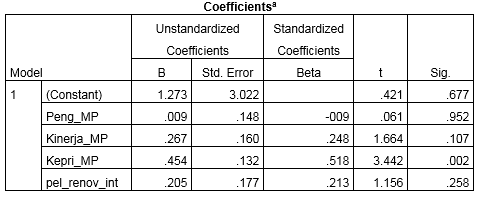 Coefficientsa
Unstandardized Coefficients Standardized Coefficients
Model B Std. Error Beta t Sig.
1 (Constant) 1.273 3.022 .421 .677
Peng_MP .009 .148 -009 .061 .952
Kinerja_MP .267 .160 .248 1.664 .107
Kepri_MP .454 .132 .518 3.442 .002
pel_renov_int .205 .177 .213 1.156 .258